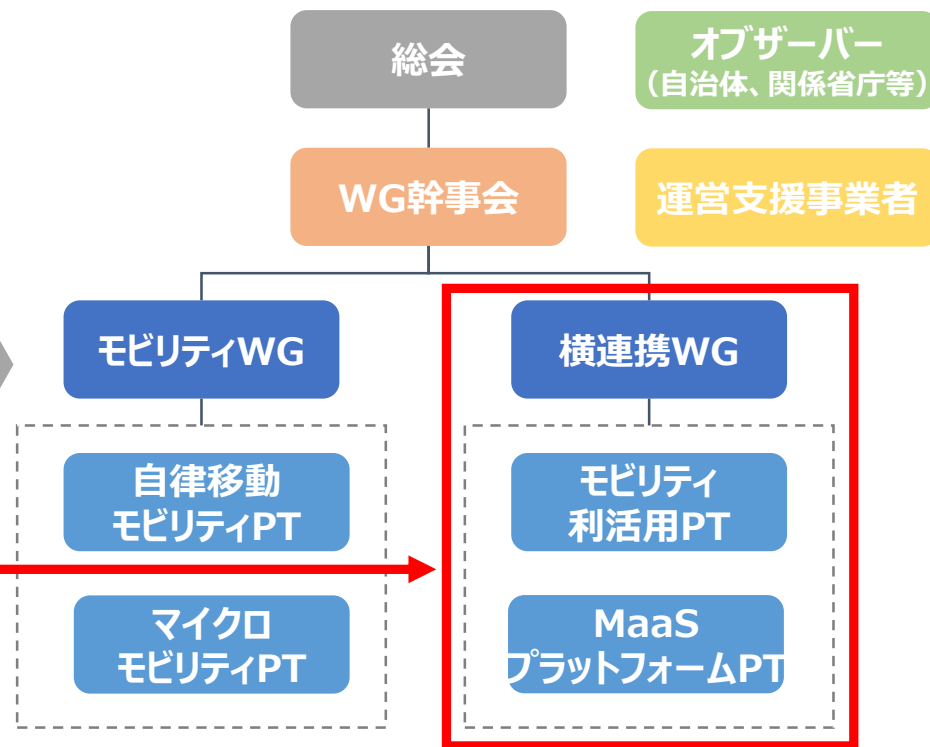 総会
オブザーバー
（自治体、関係省庁等）
WG幹事会
運営支援事業者
モビリティWG
横連携WG
自律移動
モビリティPT
モビリティ
利活用PT
マイクロ
モビリティPT
MaaS
プラットフォームPT